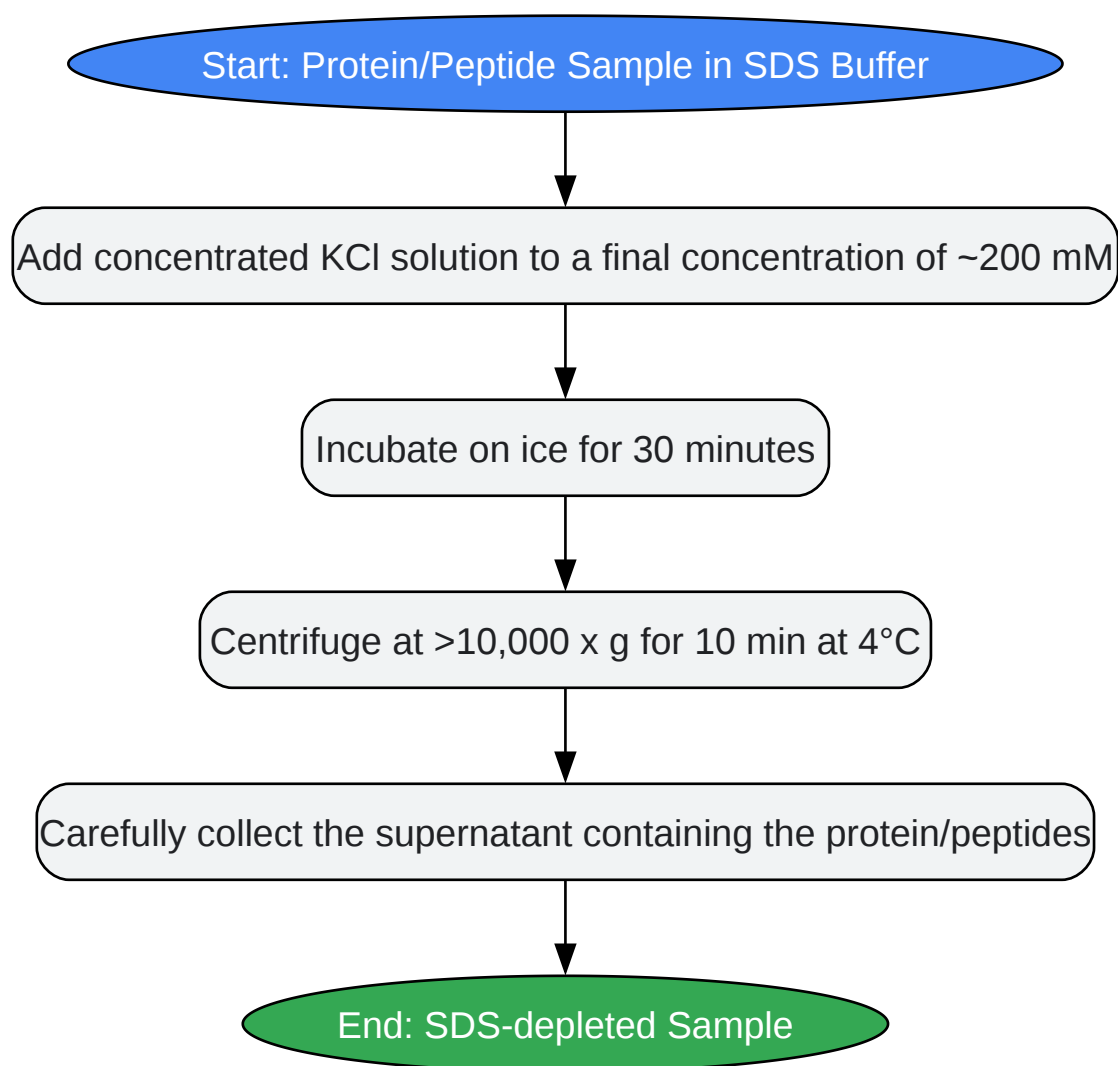 Start: Protein/Peptide Sample in SDS Buffer
Add concentrated KCl solution to a final concentration of ~200 mM
Incubate on ice for 30 minutes
Centrifuge at >10,000 x g for 10 min at 4°C
Carefully collect the supernatant containing the protein/peptides
End: SDS-depleted Sample